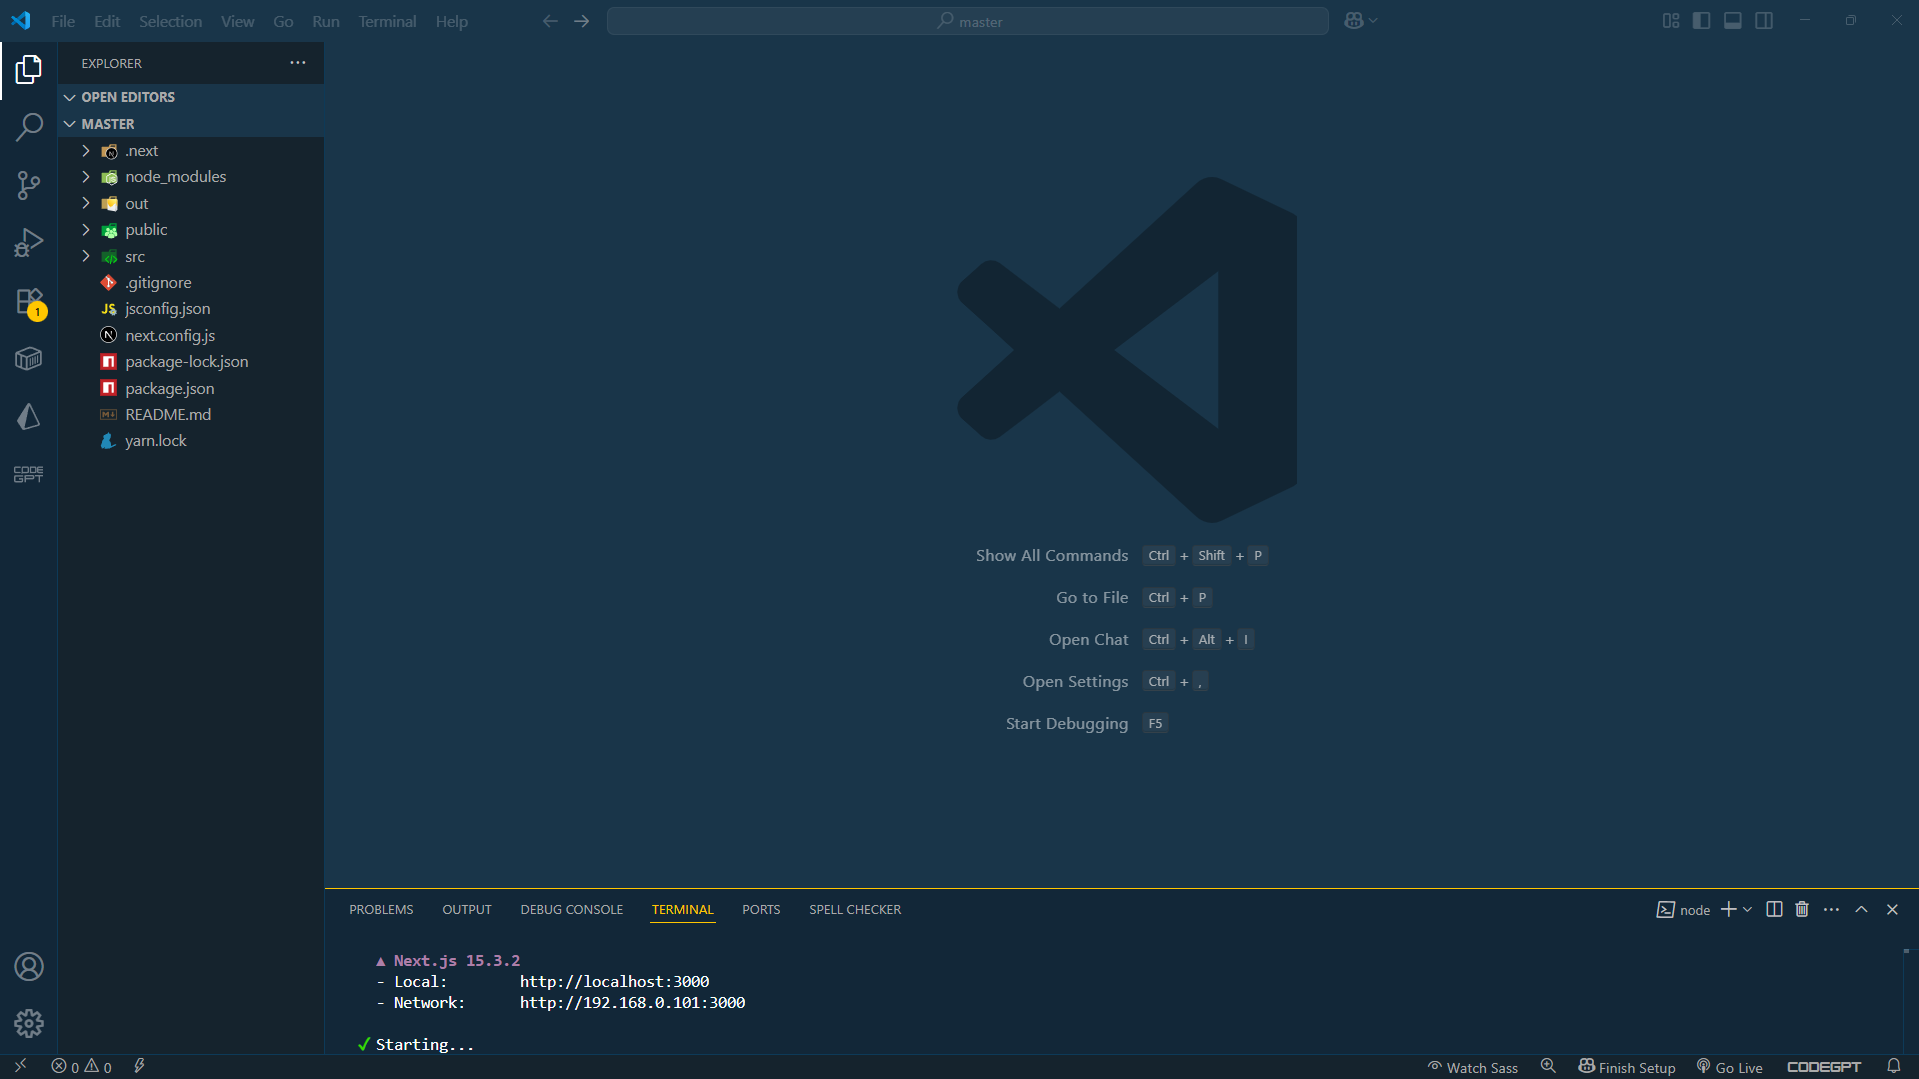 File Edit Selection View Go Run Terminal Help
master
EXPLORER
OPEN EDITORS
MASTER
.next
node_modules
out
public
src
.gitignore
jsconfig.json
next.config.js
package-lock.json
package.json
README.md
yarn.lock
1
CODE
GPT
Show All Commands Ctrl + Shift + P
Go to File Ctrl + P
Open Chat Ctrl + Alt + I
Open Settings Ctrl + ,
Start Debugging F5
PROBLEMS OUTPUT DEBUG CONSOLE TERMINAL PORTS SPELL CHECKER
node
▲ Next.js 15.3.2
- Local: http://localhost:3000
- Network: http://192.168.0.101:3000
✓ Starting...
0 0 Watch Sass Finish Setup Go Live CODEGPT